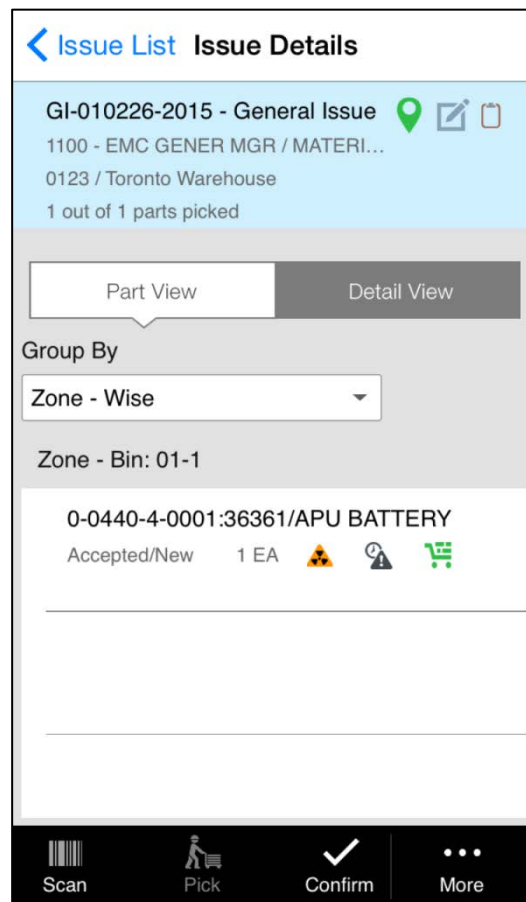 Issue List Issue Details
GI-010226-2015 - General Issue
1100 - EMC GENER MGR / MATERI...
0123 / Toronto Warehouse
1 out of 1 parts picked
Part View Detail View
Group By
Zone - Wise
Zone - Bin: 01-1
0-0440-4-0001:36361/APU BATTERY
Accepted/New 1 EA
Scan Pick Confirm More